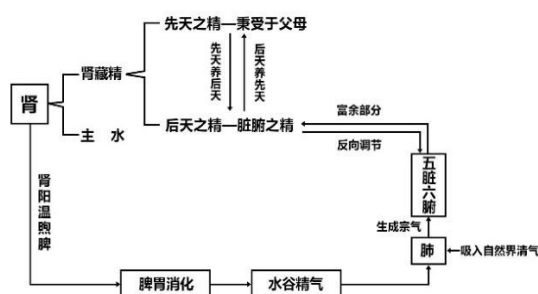 先天之精—秉受于父母
肾藏精
先天养后天
后天养先天
肾
富余部分
主 水
后天之精—脏腑之精
反向调节
五脏六腑
肾阳温煦脾
生成宗气
肺
吸入自然界清气
脾胃消化
水谷精气